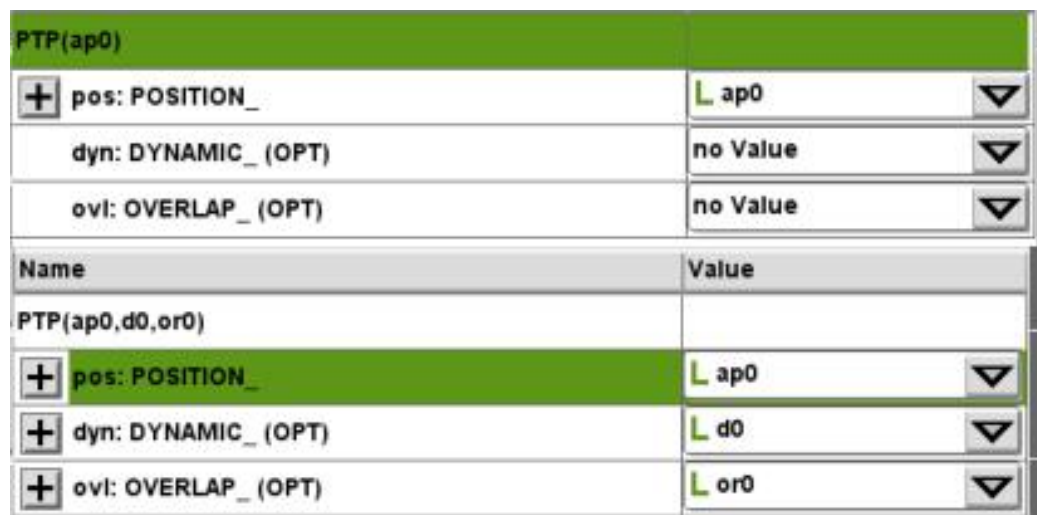 PTP(ap0)
+ pos: POSITION_ L ap0
dyn: DYNAMIC_ (OPT) no Value
ovl: OVERLAP_ (OPT) no Value
Name Value
PTP(ap0,d0,or0)
+ pos: POSITION_ L ap0
+ dyn: DYNAMIC_ (OPT) L d0
+ ovl: OVERLAP_ (OPT) L or0